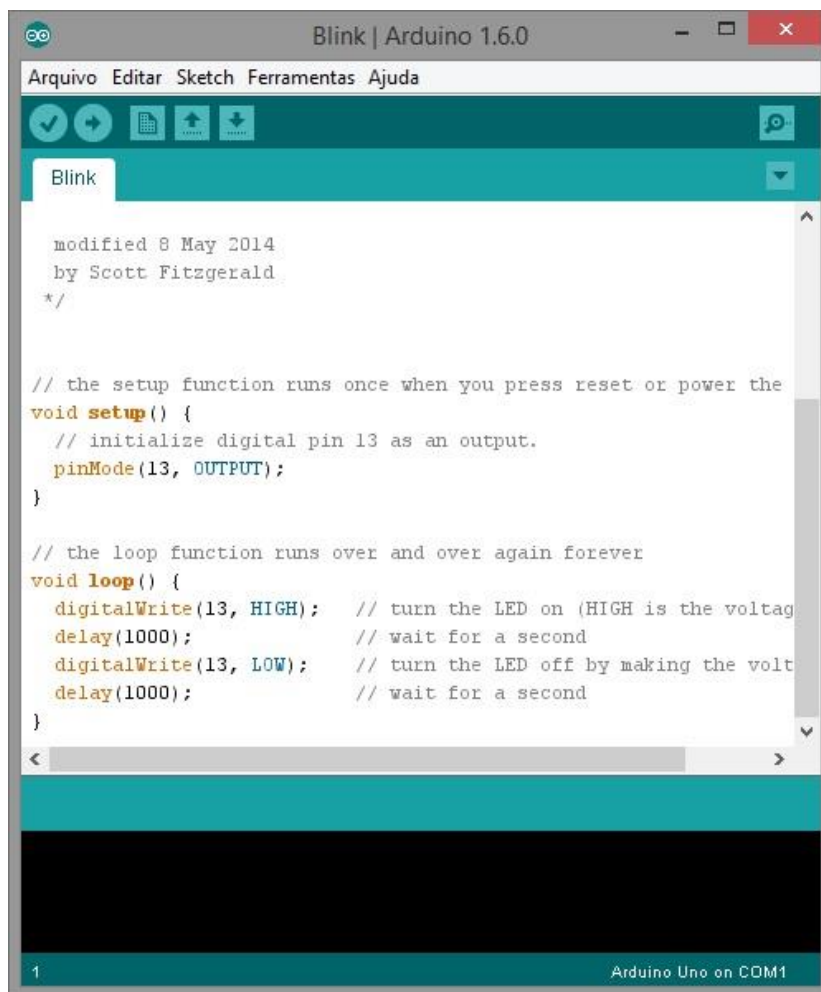 Blink | Arduino 1.6.0
Arquivo Editar Sketch Ferramentas Ajuda
Blink
modified 8 May 2014
by Scott Fitzgerald
*/
// the setup function runs once when you press reset or power the
void setup() {
// initialize digital pin 13 as an output.
pinMode(13, OUTPUT);
}
// the loop function runs over and over again forever
void loop() {
digitalWrite(13, HIGH); // turn the LED on (HIGH is the voltag
delay(1000); // wait for a second
digitalWrite(13, LOW); // turn the LED off by making the volt
delay(1000); // wait for a second
}
1 Arduino Uno on COM1